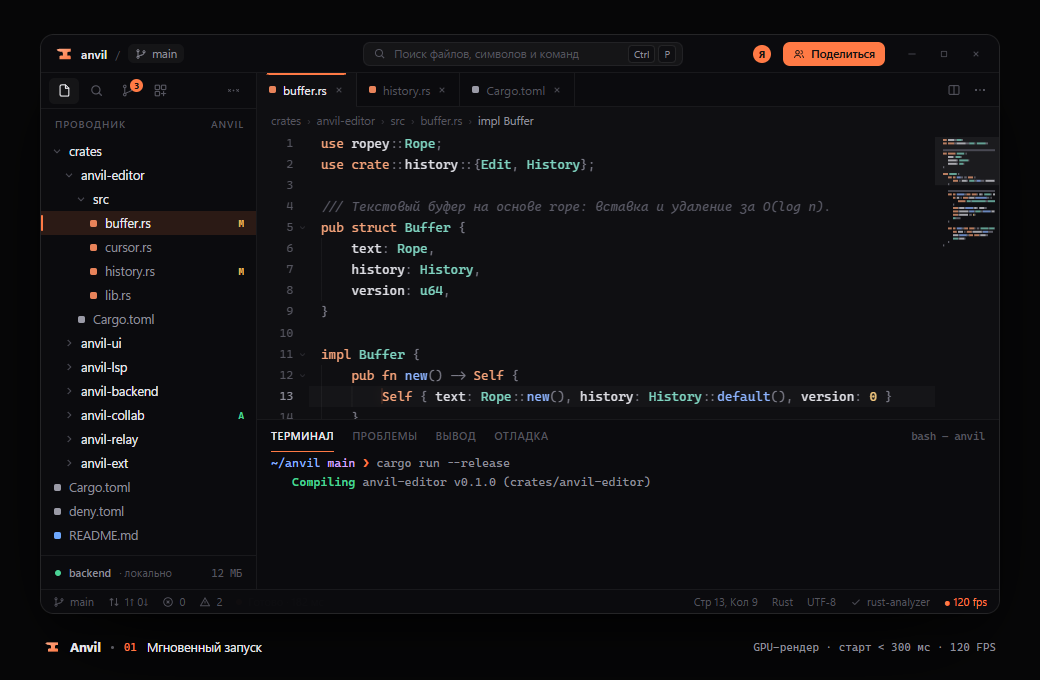 anvil / main
Поиск файлов, символов и команд Ctrl P
Я Поделиться
3
buffer.rs × history.rs × Cargo.toml ×
ПРОВОДНИК ANVIL
crates
anvil-editor
src
buffer.rs M
cursor.rs
history.rs M
lib.rs
Cargo.toml
anvil-ui
anvil-lsp
anvil-backend
anvil-collab A
anvil-relay
anvil-ext
Cargo.toml
deny.toml
README.md
backend · локально 12 МБ
crates › anvil-editor › src › buffer.rs › impl Buffer
1 use ropey::Rope;
2 use crate::history::{Edit, History};
3
4 /// Текстовый буфер на основе rope: вставка и удаление за O(log n).
5 pub struct Buffer {
6 text: Rope,
7 history: History,
8 version: u64,
9 }
10
11 impl Buffer {
12 pub fn new() -> Self {
13 Self { text: Rope::new(), history: History::default(), version: 0 }
14 }
ТЕРМИНАЛ ПРОБЛЕМЫ ВЫВОД ОТЛАДКА bash — anvil
~/anvil main ❯ cargo run --release
Compiling anvil-editor v0.1.0 (crates/anvil-editor)
main 1↑ 0↓ 0 2
Стр 13, Кол 9 Rust UTF-8 rust-analyzer 120 fps
Anvil • 01 Мгновенный запуск
GPU-рендер · старт < 300 мс · 120 FPS